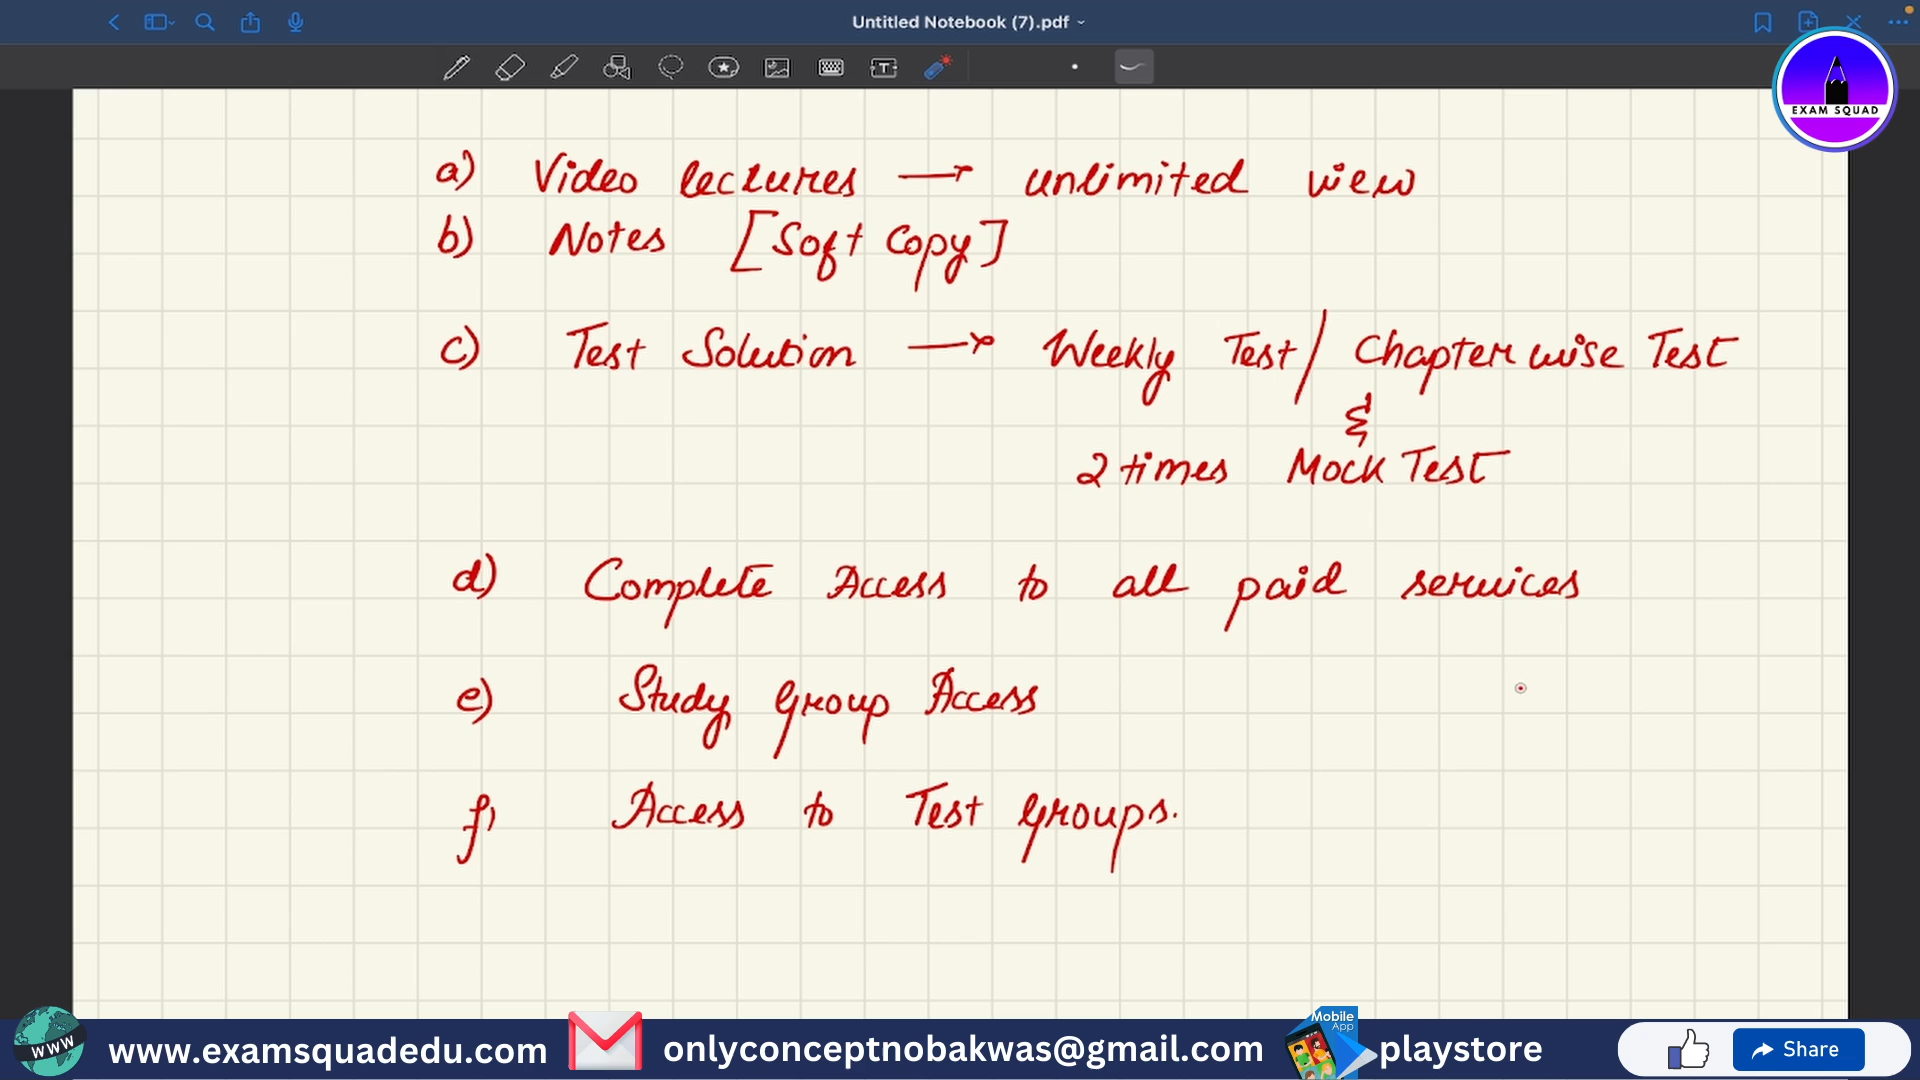 Untitled Notebook (7).pdf
EXAM SQUAD
a) Video lectures → unlimited view
b) Notes [Soft Copy]
c) Test Solution → Weekly Test / Chapterwise Test
&
2 times Mock Test
d) Complete Access to all paid services
e) Study Group Access
f) Access to Test Groups.
www www.examsquadedu.com onlyconceptnobakwas@gmail.com Mobile App playstore Share